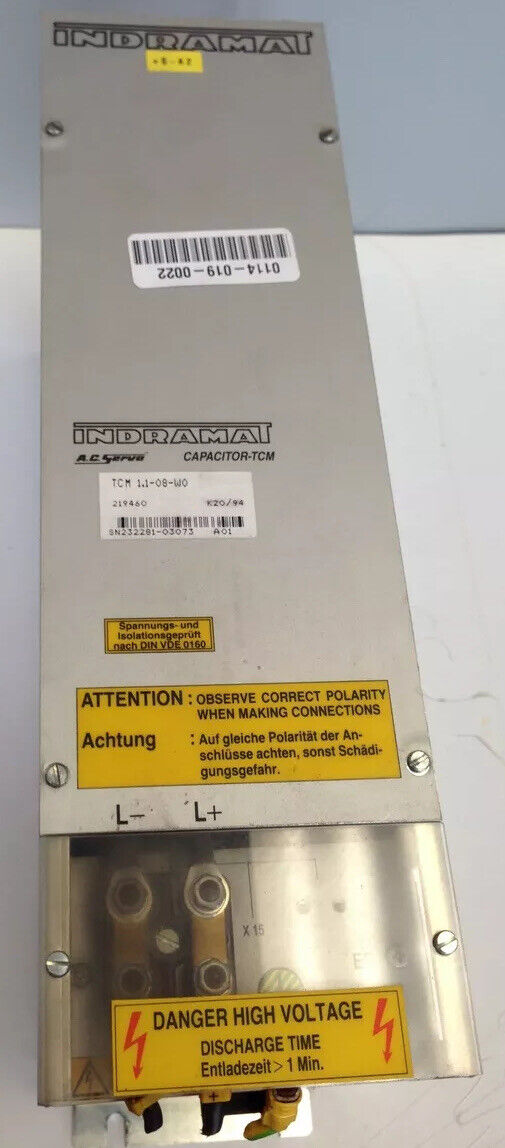 INDRAMAT
0114-019-0022
INDRAMAT
A.C. Servo CAPACITOR-TCM
TCM 1.1-08-W0
219460 K20/94
SN232281-03073 A01
Spannungs- und
Isolationsgeprüft
nach DIN VDE 0160
ATTENTION : OBSERVE CORRECT POLARITY
WHEN MAKING CONNECTIONS
Achtung : Auf gleiche Polarität der An-
schlüsse achten, sonst Schädi-
gungsgefahr.
L- L+
X15
DANGER HIGH VOLTAGE
DISCHARGE TIME
Entladezeit > 1 Min.
+